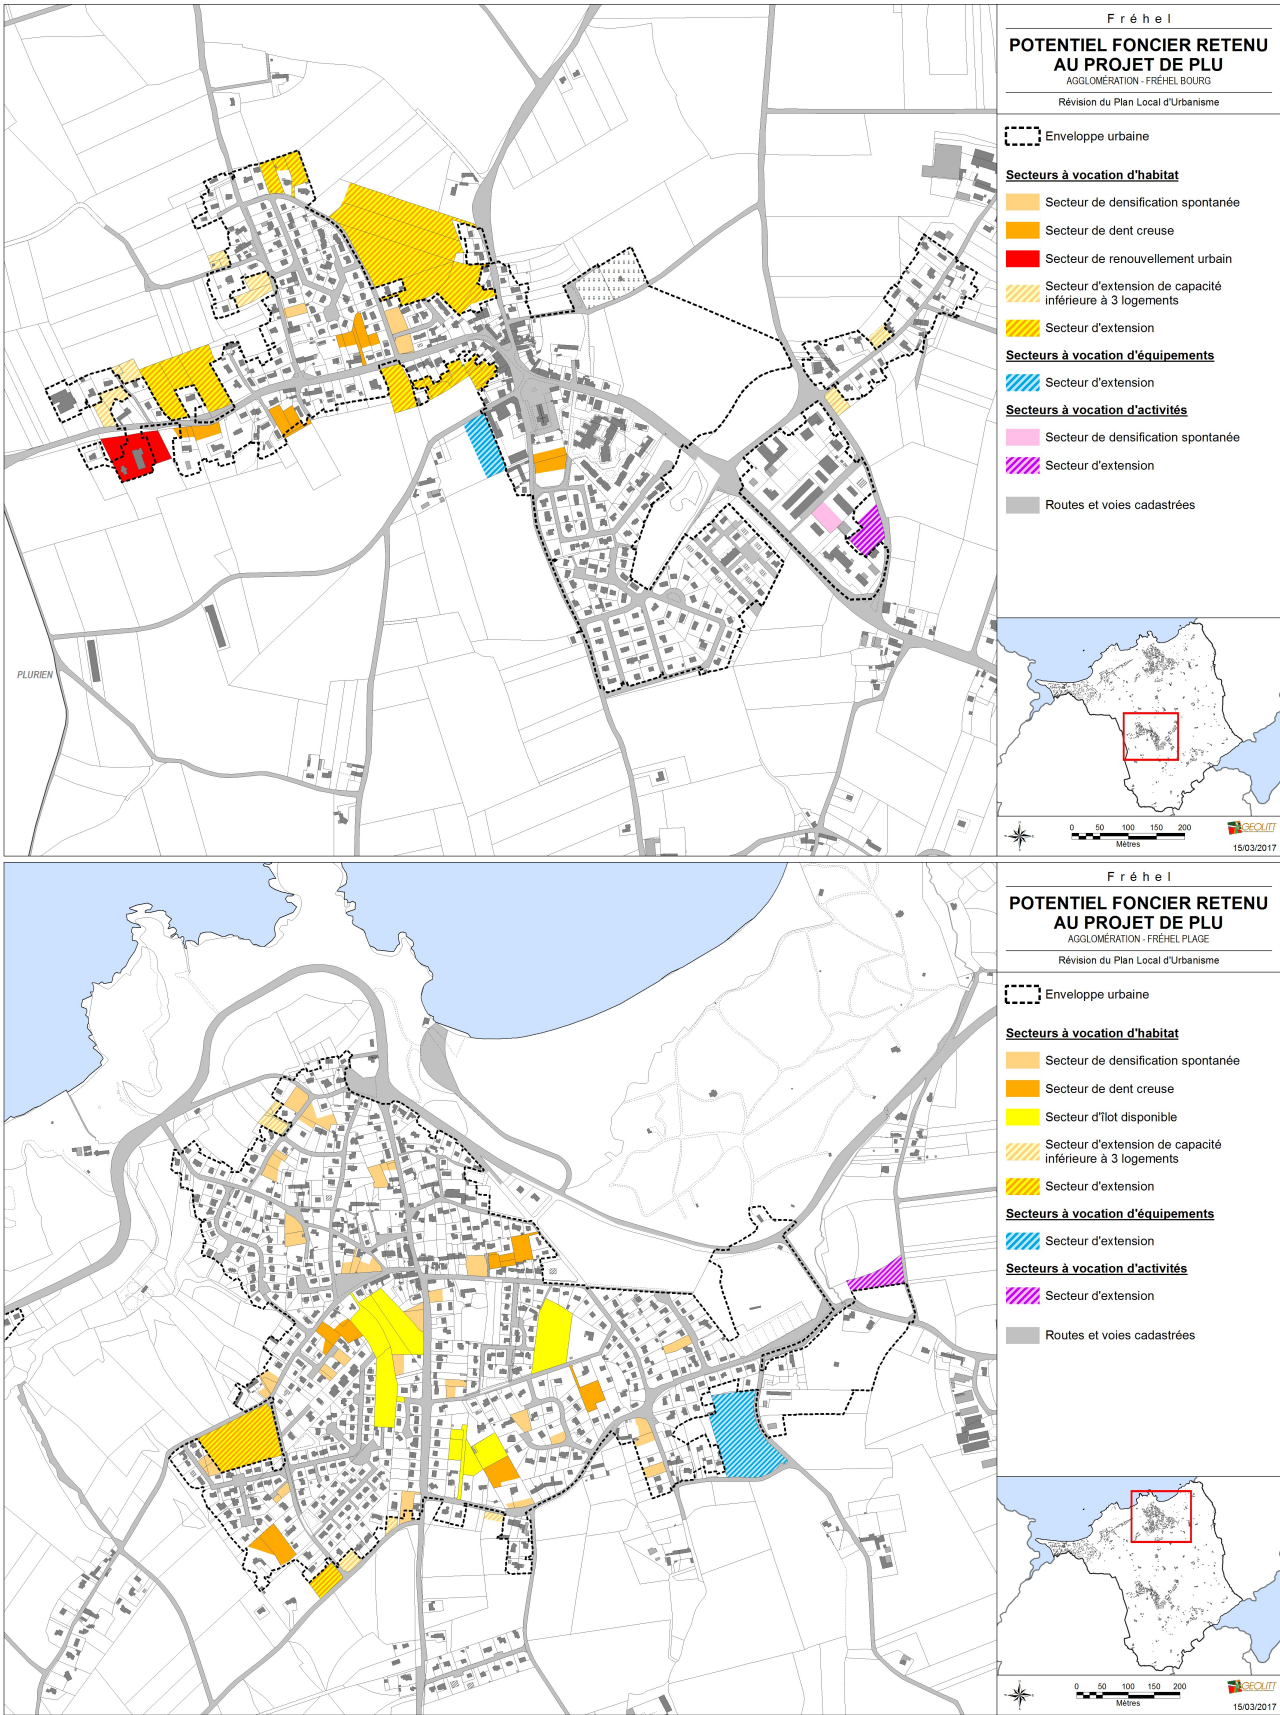 Fréhel
POTENTIEL FONCIER RETENU
AU PROJET DE PLU
AGGLOMÉRATION - FRÉHEL BOURG
Révision du Plan Local d'Urbanisme
Enveloppe urbaine
Secteurs à vocation d'habitat
Secteur de densification spontanée
Secteur de dent creuse
Secteur de renouvellement urbain
Secteur d'extension de capacité
inférieure à 3 logements
Secteur d'extension
Secteurs à vocation d'équipements
Secteur d'extension
Secteurs à vocation d'activités
Secteur de densification spontanée
Secteur d'extension
Routes et voies cadastrées
PLURIEN
0 50 100 150 200
Mètres
GEOLITT
15/03/2017
Fréhel
POTENTIEL FONCIER RETENU
AU PROJET DE PLU
AGGLOMÉRATION - FRÉHEL PLAGE
Révision du Plan Local d'Urbanisme
Enveloppe urbaine
Secteurs à vocation d'habitat
Secteur de densification spontanée
Secteur de dent creuse
Secteur d'îlot disponible
Secteur d'extension de capacité
inférieure à 3 logements
Secteur d'extension
Secteurs à vocation d'équipements
Secteur d'extension
Secteurs à vocation d'activités
Secteur d'extension
Routes et voies cadastrées
0 50 100 150 200
Mètres
GEOLITT
15/03/2017